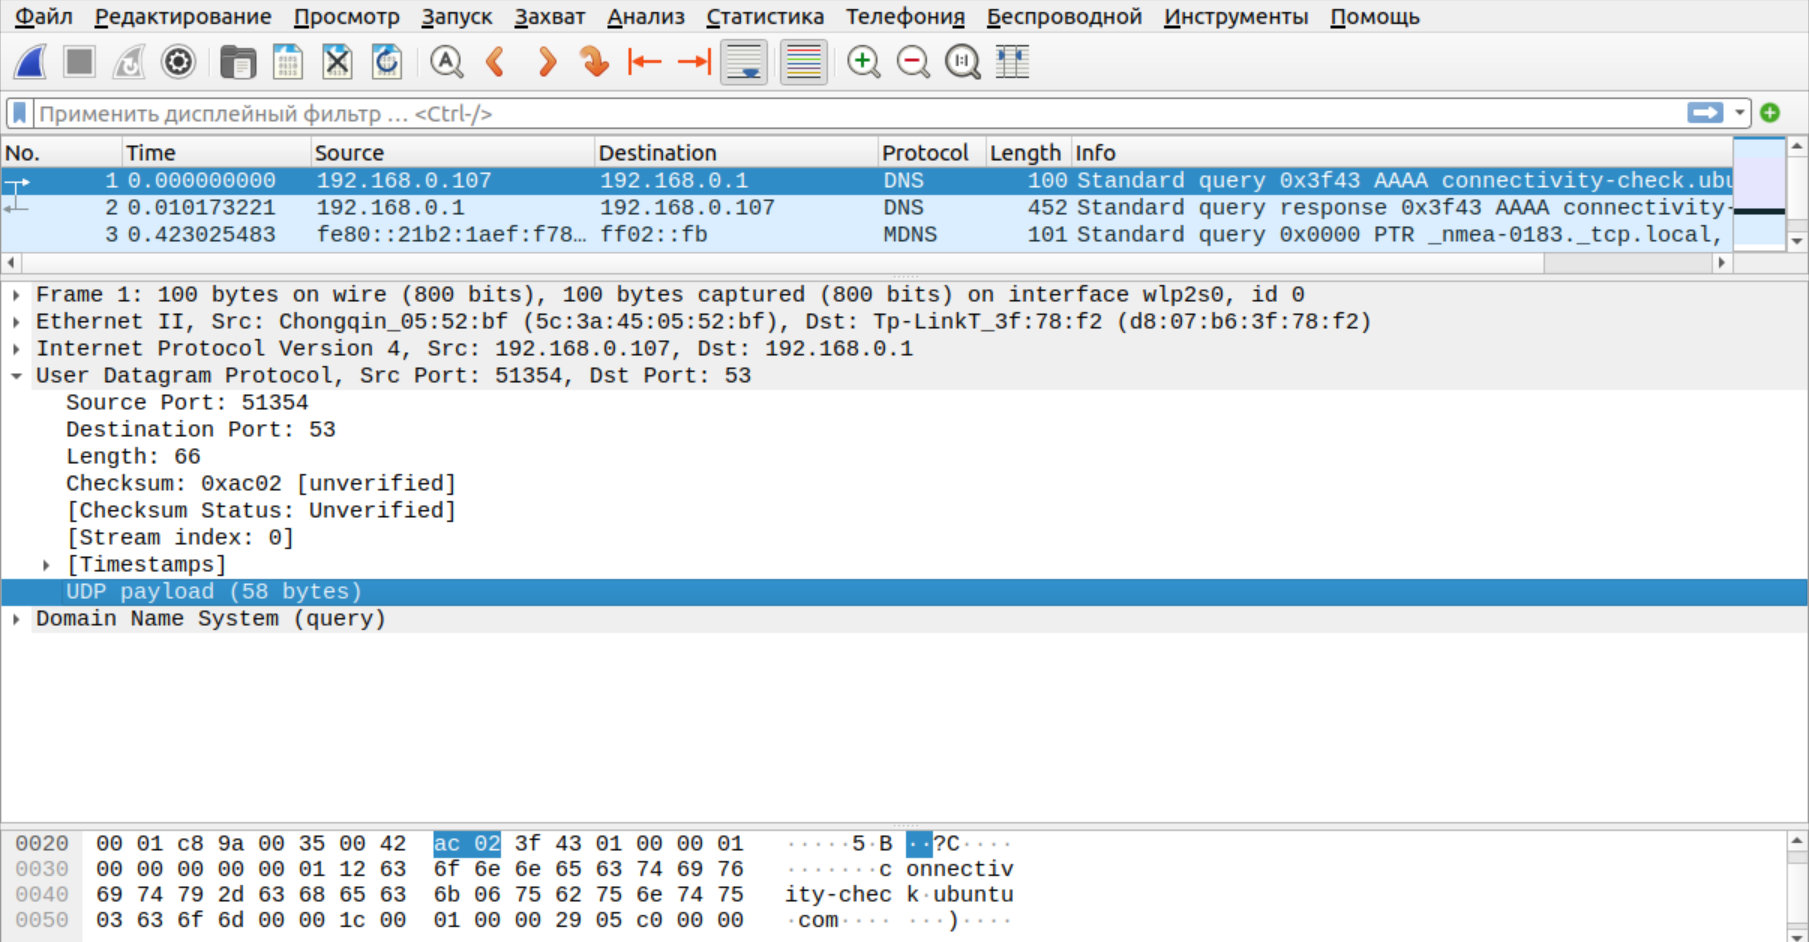 Файл Редактирование Просмотр Запуск Захват Анализ Статистика Телефония Беспроводной Инструменты Помощь
Применить дисплейный фильтр ... <Ctrl-/>
No. Time Source Destination Protocol Length Info
1 0.000000000 192.168.0.107 192.168.0.1 DNS 100 Standard query 0x3f43 AAAA connectivity-check.ubu
2 0.010173221 192.168.0.1 192.168.0.107 DNS 452 Standard query response 0x3f43 AAAA connectivity-
3 0.423025483 fe80::21b2:1aef:f78… ff02::fb MDNS 101 Standard query 0x0000 PTR _nmea-0183._tcp.local,
Frame 1: 100 bytes on wire (800 bits), 100 bytes captured (800 bits) on interface wlp2s0, id 0
Ethernet II, Src: Chongqin_05:52:bf (5c:3a:45:05:52:bf), Dst: Tp-LinkT_3f:78:f2 (d8:07:b6:3f:78:f2)
Internet Protocol Version 4, Src: 192.168.0.107, Dst: 192.168.0.1
User Datagram Protocol, Src Port: 51354, Dst Port: 53
Source Port: 51354
Destination Port: 53
Length: 66
Checksum: 0xac02 [unverified]
[Checksum Status: Unverified]
[Stream index: 0]
[Timestamps]
UDP payload (58 bytes)
Domain Name System (query)
0020 00 01 c8 9a 00 35 00 42 ac 02 3f 43 01 00 00 01 ·····5·B ··?C····
0030 00 00 00 00 00 01 12 63 6f 6e 6e 65 63 74 69 76 ·······c onnectiv
0040 69 74 79 2d 63 68 65 63 6b 06 75 62 75 6e 74 75 ity-chec k·ubuntu
0050 03 63 6f 6d 00 00 1c 00 01 00 00 29 05 c0 00 00 ·com···· ···)····